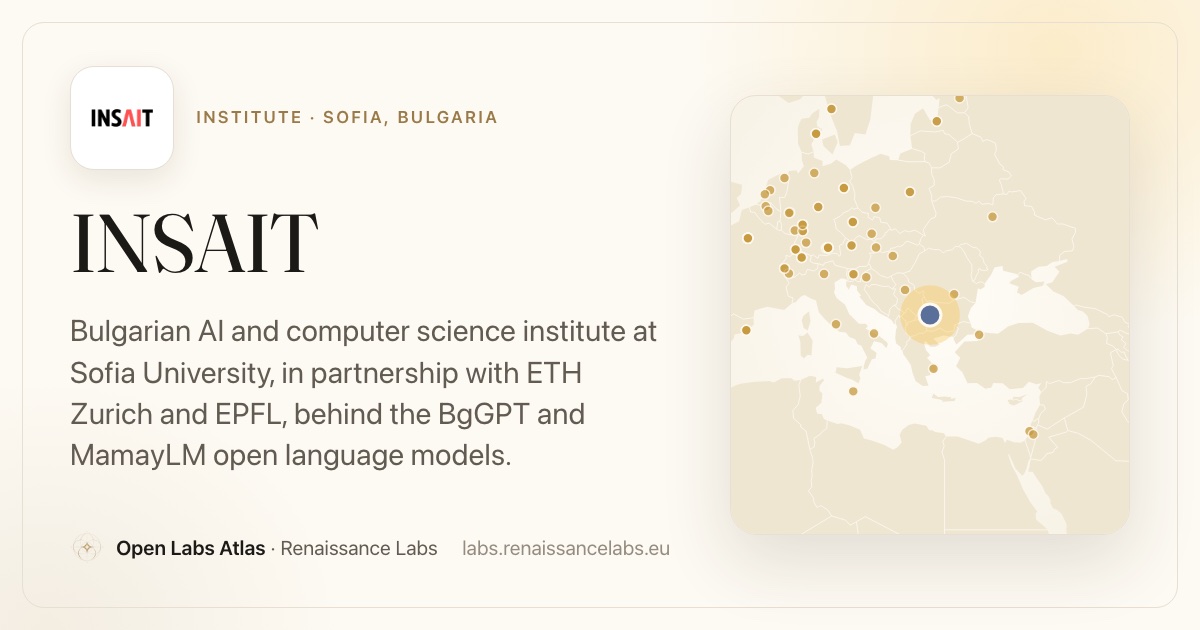 INSAIT
INSTITUTE · SOFIA, BULGARIA
INSAIT
Bulgarian AI and computer science institute at
Sofia University, in partnership with ETH
Zurich and EPFL, behind the BgGPT and
MamayLM open language models.
Open Labs Atlas · Renaissance Labs labs.renaissancelabs.eu